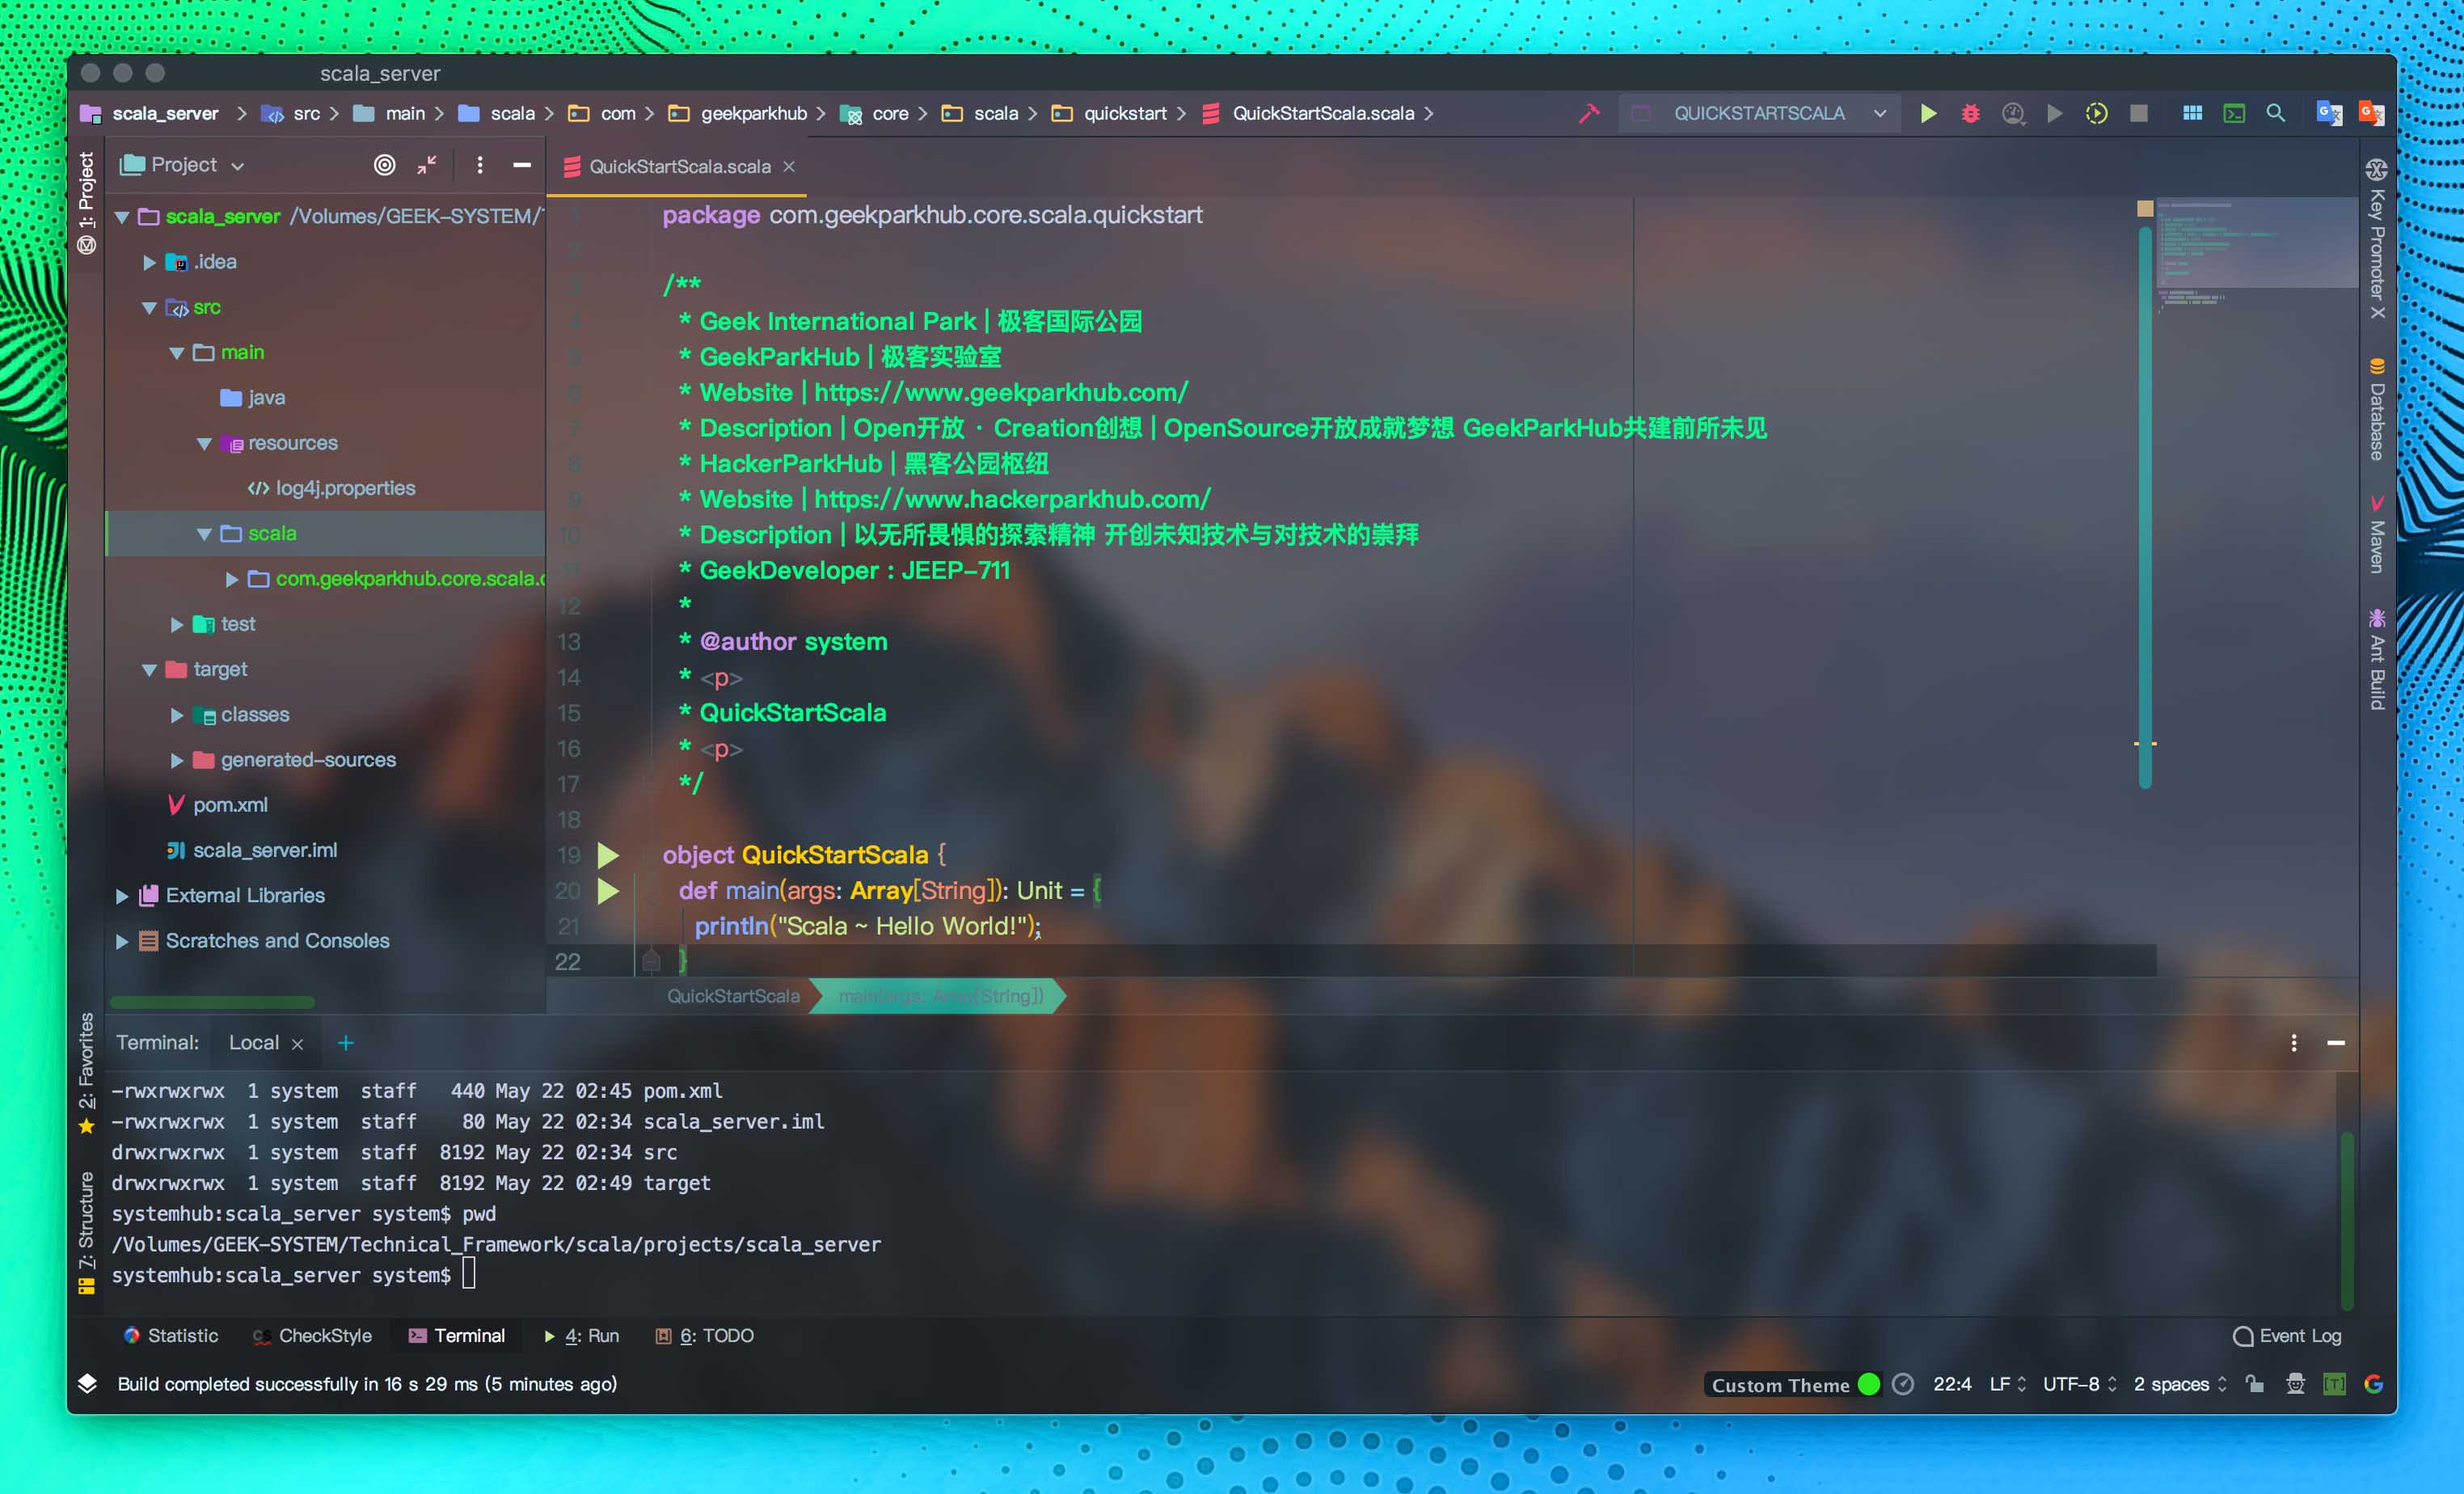 scala_server
scala_server src main scala com geekparkhub core scala quickstart QuickStartScala.scala QUICKSTARTSCALA
1: Project
Project
QuickStartScala.scala
scala_server /Volumes/GEEK-SYSTEM/
.idea
src
main
java
resources
log4j.properties
scala
com.geekparkhub.core.scala.
test
target
classes
generated-sources
pom.xml
scala_server.iml
External Libraries
Scratches and Consoles
package com.geekparkhub.core.scala.quickstart
/**
* Geek International Park | 极客国际公园
* GeekParkHub | 极客实验室
* Website | https://www.geekparkhub.com/
* Description | Open开放 · Creation创想 | OpenSource开放成就梦想 GeekParkHub共建前所未见
* HackerParkHub | 黑客公园枢纽
* Website | https://www.hackerparkhub.com/
10 * Description | 以无所畏惧的探索精神 开创未知技术与对技术的崇拜
11 * GeekDeveloper : JEEP-711
12 *
13 * @author system
14 * <p>
15 * QuickStartScala
16 * <p>
17 */
18
19 object QuickStartScala {
20 def main(args: Array[String]): Unit = {
21 println("Scala ~ Hello World!");
22 }
QuickStartScala main(args: Array[String])
Key Promoter X
Database
Maven
Ant Build
2: Favorites
7: Structure
Terminal: Local +
-rwxrwxrwx 1 system staff 440 May 22 02:45 pom.xml
-rwxrwxrwx 1 system staff 80 May 22 02:34 scala_server.iml
drwxrwxrwx 1 system staff 8192 May 22 02:34 src
drwxrwxrwx 1 system staff 8192 May 22 02:49 target
systemhub:scala_server system$ pwd
/Volumes/GEEK-SYSTEM/Technical_Framework/scala/projects/scala_server
systemhub:scala_server system$
Statistic CheckStyle Terminal 4: Run 6: TODO Event Log
Build completed successfully in 16 s 29 ms (5 minutes ago) Custom Theme 22:4 LF UTF-8 2 spaces